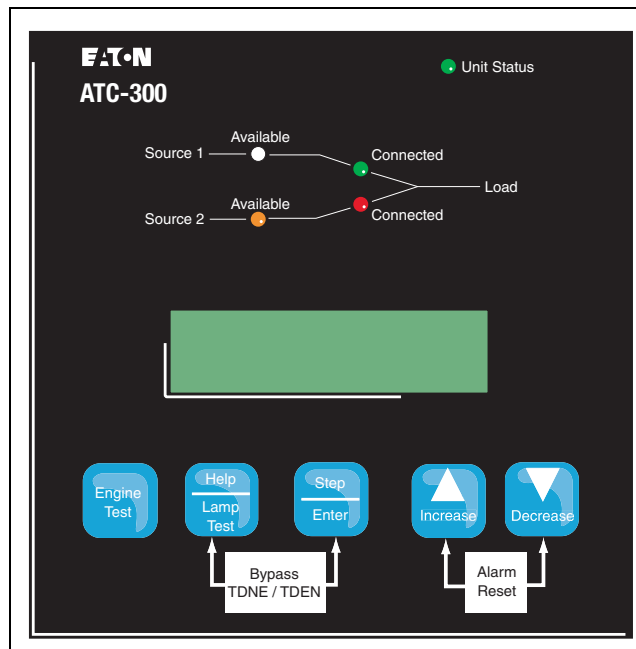 EATON
ATC-300
Unit Status
Available
Source 1
Connected
Load
Available
Source 2
Connected
Engine
Test
Help
Lamp
Test
Step
Enter
Increase
Decrease
Bypass
TDNE / TDEN
Alarm
Reset